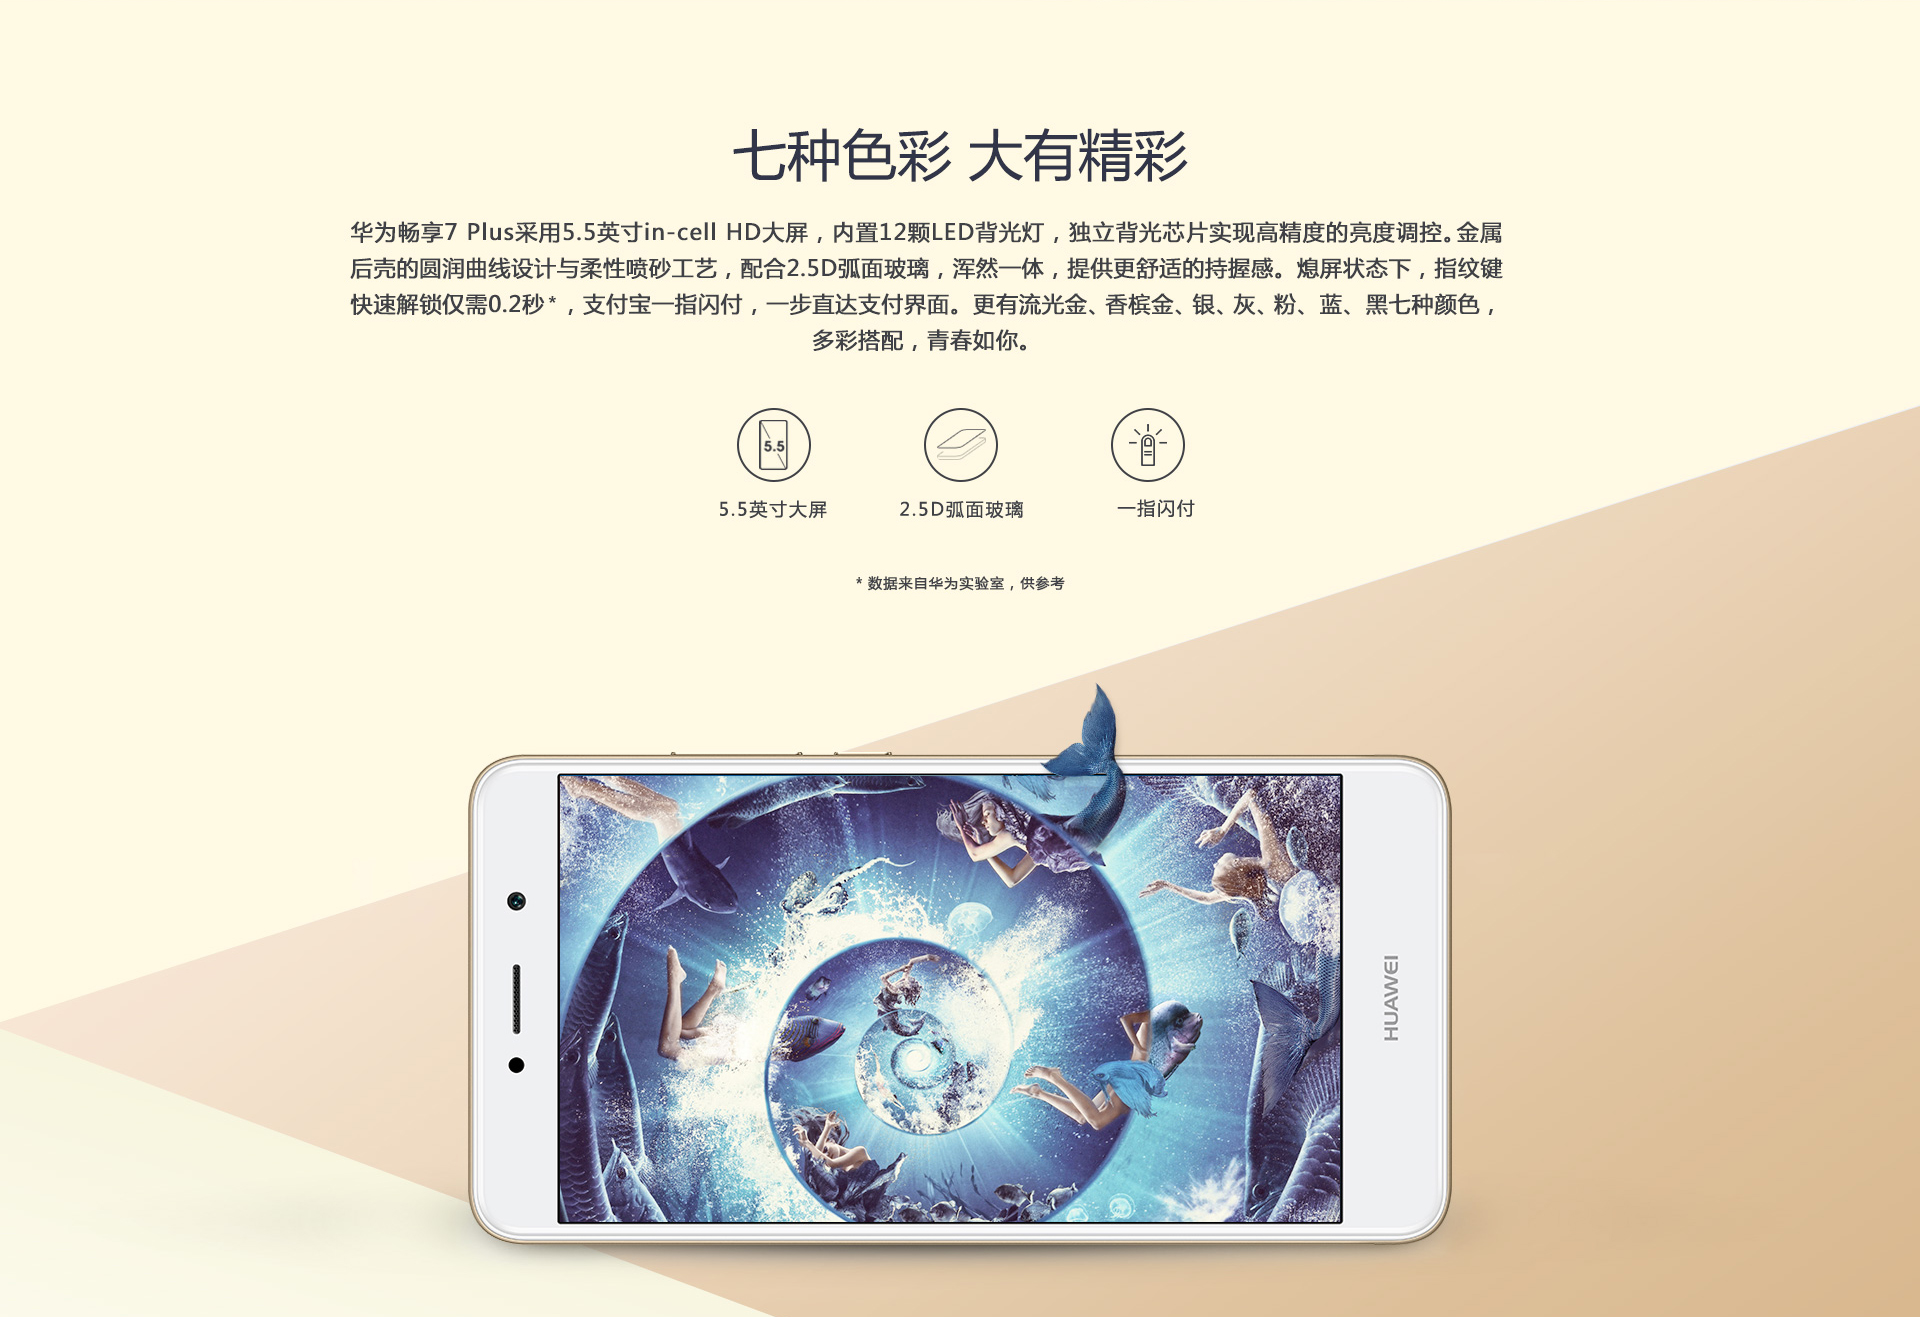 七种色彩 大有精彩
华为畅享7 Plus采用5.5英寸in-cell HD大屏，内置12颗LED背光灯，独立背光芯片实现高精度的亮度调控。金属
后壳的圆润曲线设计与柔性喷砂工艺，配合2.5D弧面玻璃，浑然一体，提供更舒适的持握感。熄屏状态下，指纹键
快速解锁仅需0.2秒*，支付宝一指闪付，一步直达支付界面。更有流光金、香槟金、银、灰、粉、蓝、黑七种颜色，
多彩搭配，青春如你。
5.5
5.5英寸大屏
2.5D弧面玻璃
一指闪付
* 数据来自华为实验室，供参考
HUAWEI